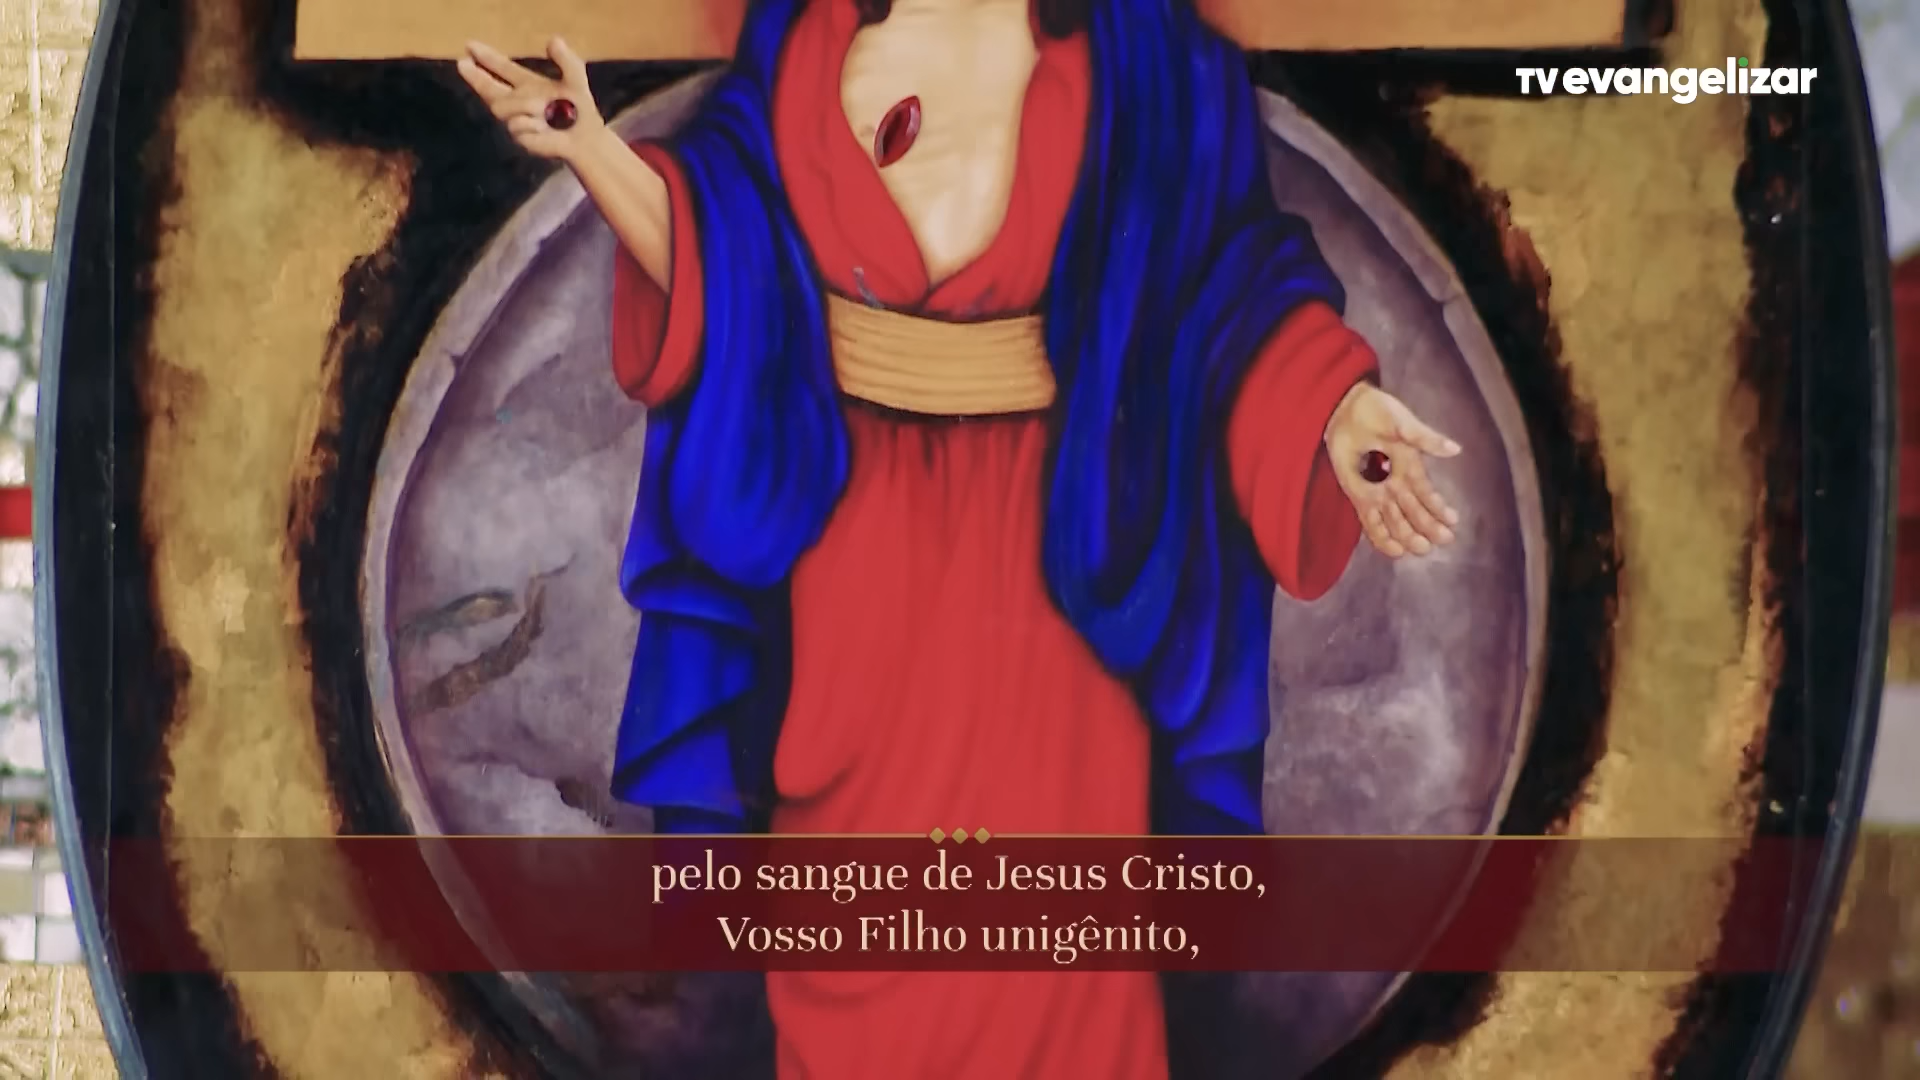 TVevangelizar
pelo sangue de Jesus Cristo,
Vosso Filho unigênito,